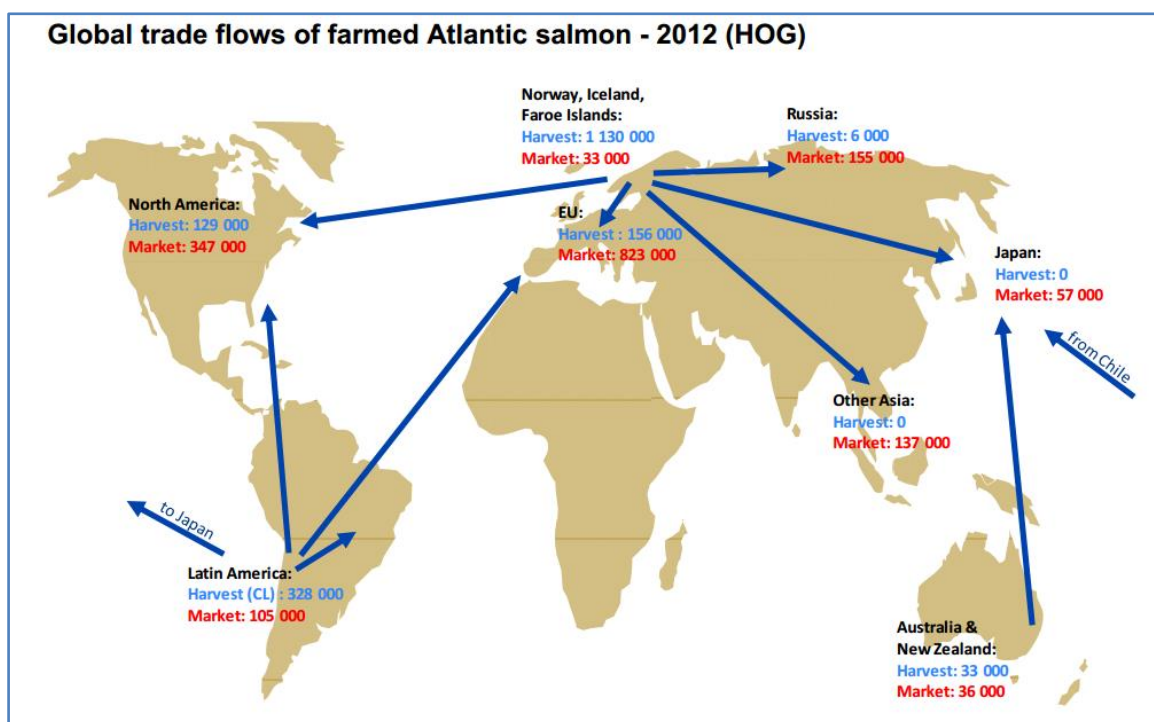 Global trade flows of farmed Atlantic salmon - 2012 (HOG)
Norway, Iceland,
Faroe Islands:
Harvest: 1 130 000
Market: 33 000
Russia:
Harvest: 6 000
Market: 155 000
North America:
Harvest: 129 000
Market: 347 000
EU:
Harvest : 156 000
Market: 823 000
Japan:
Harvest: 0
Market: 57 000
from Chile
Other Asia:
Harvest: 0
Market: 137 000
to Japan
Latin America:
Harvest (CL) : 328 000
Market: 105 000
Australia &
New Zealand:
Harvest: 33 000
Market: 36 000